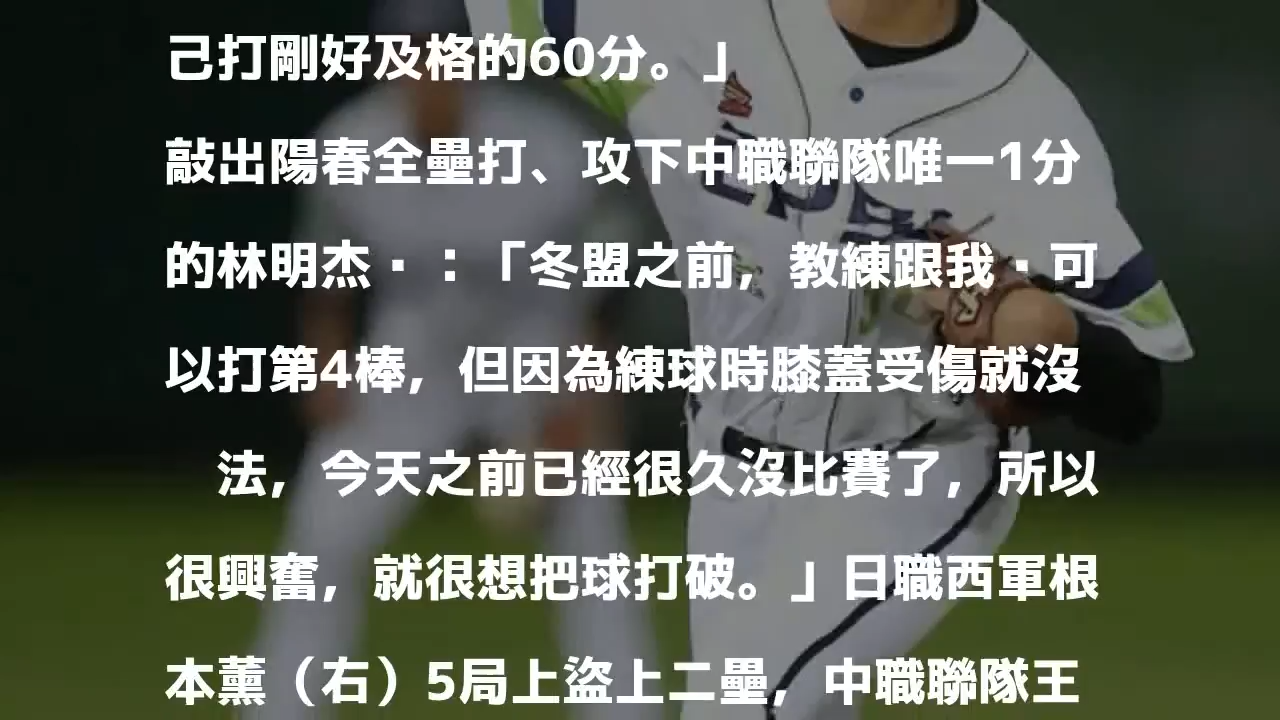 己打剛好及格的60分。」
敲出陽春全壘打、攻下中職聯隊唯一1分
的林明杰▪ ：「冬盟之前，教練跟我▪可
以打第4棒，但因為練球時膝蓋受傷就沒
法，今天之前已經很久沒比賽了，所以
很興奮，就很想把球打破。」日職西軍根
本薰（右）5局上盜上二壘，中職聯隊王